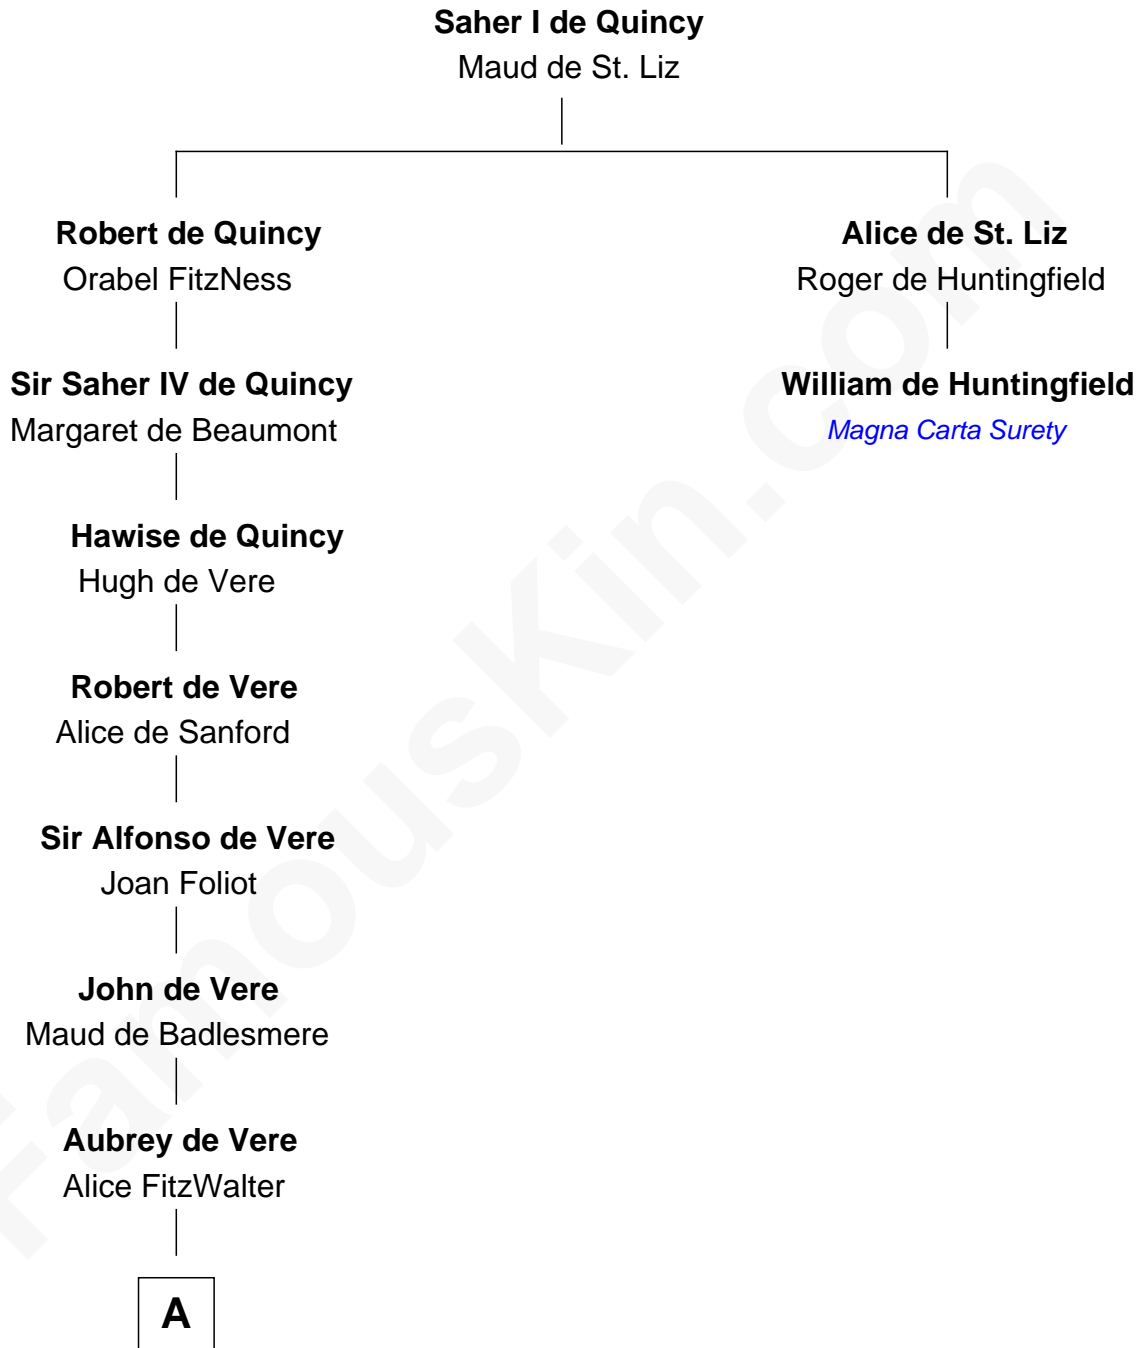 Saher I de Quincy
Maud de St. Liz
Robert de Quincy
Orabel FitzNess
Alice de St. Liz
Roger de Huntingfield
Sir Saher IV de Quincy
Margaret de Beaumont
William de Huntingfield
Magna Carta Surety
Hawise de Quincy
Hugh de Vere
Robert de Vere
Alice de Sanford
Sir Alfonso de Vere
Joan Foliot
John de Vere
Maud de Badlesmere
Aubrey de Vere
Alice FitzWalter
A
FamousKin.com